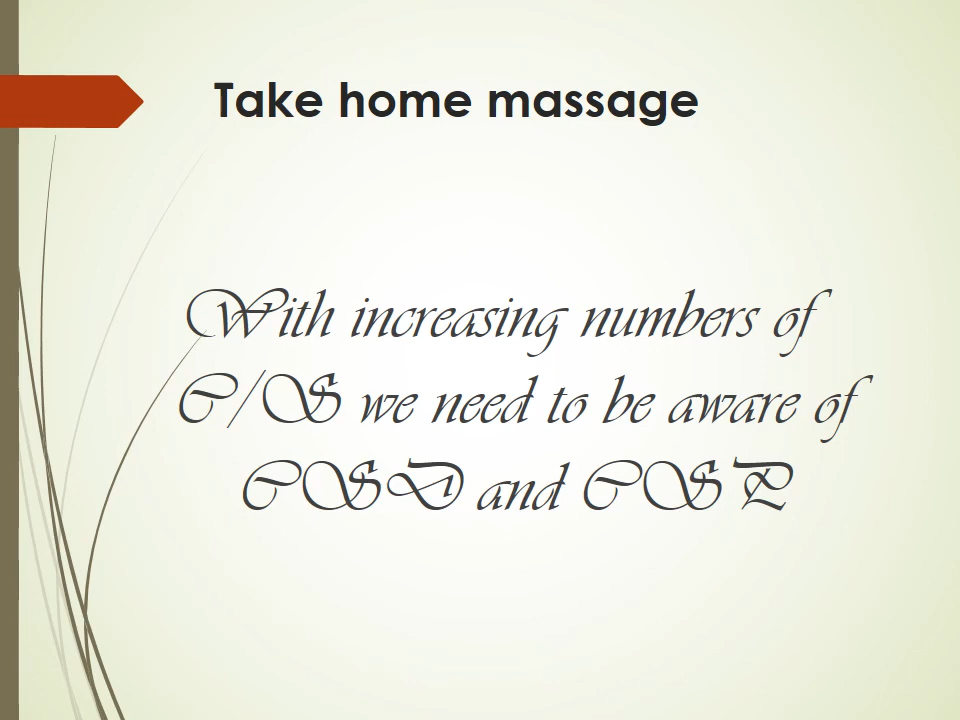 Take home massage
With increasing numbers of
C/S we need to be aware of
CSD and CSP